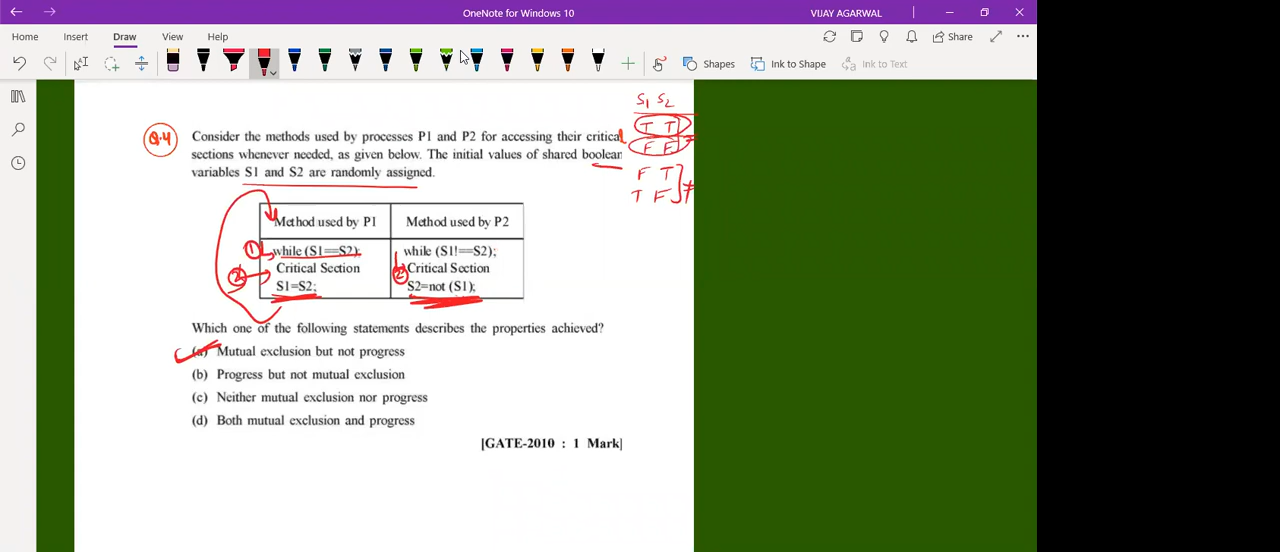 OneNote for Windows 10
VIJAY AGARWAL
Home Insert Draw View Help
Share
Shapes Ink to Shape Ink to Text
S1 S2
T T
F F
F T
T F
Q.4
Consider the methods used by processes P1 and P2 for accessing their critical
sections whenever needed, as given below. The initial values of shared boolean
variables S1 and S2 are randomly assigned.
Method used by P1 Method used by P2
1 while (S1==S2); while (S1!==S2);
2 Critical Section 2 Critical Section
S1=S2; S2=not (S1);
Which one of the following statements describes the properties achieved?
(a) Mutual exclusion but not progress
(b) Progress but not mutual exclusion
(c) Neither mutual exclusion nor progress
(d) Both mutual exclusion and progress
[GATE-2010 : 1 Mark]